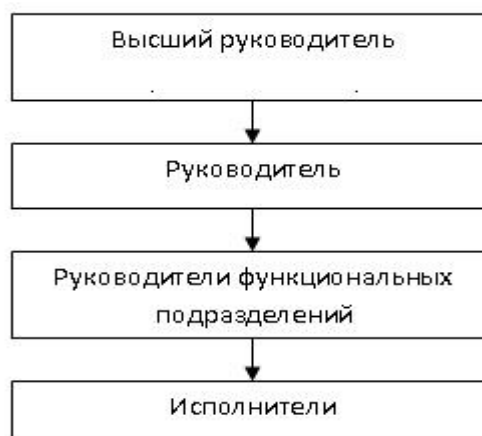 Высший руководитель
Руководитель
Руководители функциональных
подразделений
Исполнители